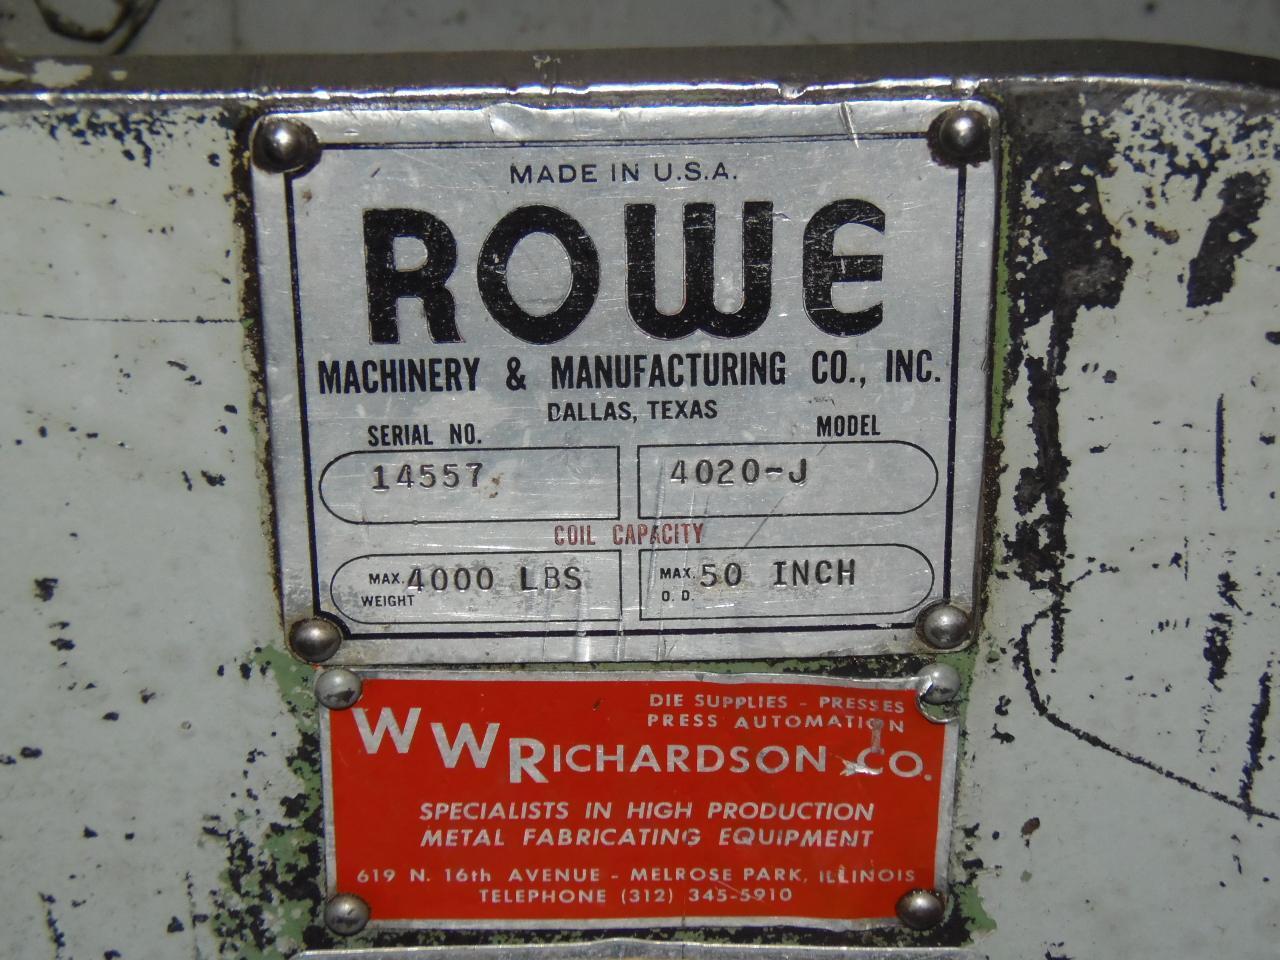 MADE IN U.S.A.
ROWE
MACHINERY & MANUFACTURING CO., INC.
DALLAS, TEXAS
SERIAL NO. MODEL
14557 4020-J
COIL CAPACITY
MAX. WEIGHT 4000 LBS MAX. O.D. 50 INCH
DIE SUPPLIES - PRESSES
PRESS AUTOMATION
WWRICHARDSON CO.
SPECIALISTS IN HIGH PRODUCTION
METAL FABRICATING EQUIPMENT
619 N. 16th AVENUE - MELROSE PARK, ILLINOIS
TELEPHONE (312) 345-5910